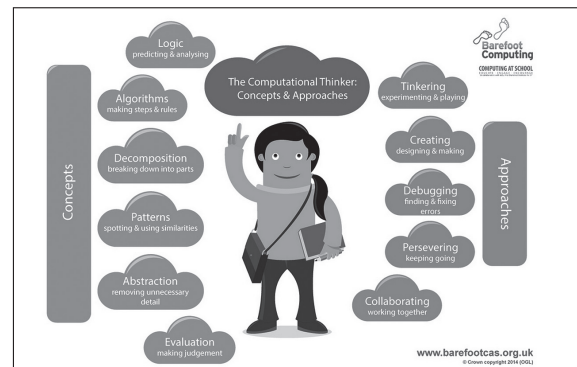 Logic
predicting & analysing
Algorithms
making steps & rules
Decomposition
breaking down into parts
Patterns
spotting & using similarities
Abstraction
removing unnecessary
detail
Evaluation
making judgement
Concepts
The Computational Thinker:
Concepts & Approaches
Tinkering
experimenting & playing
Creating
designing & making
Debugging
finding & fixing
errors
Persevering
keeping going
Collaborating
working together
Approaches
Barefoot
Computing
COMPUTING AT SCHOOL
www.barefootcas.org.uk
© Crown copyright 2014 (OGL)